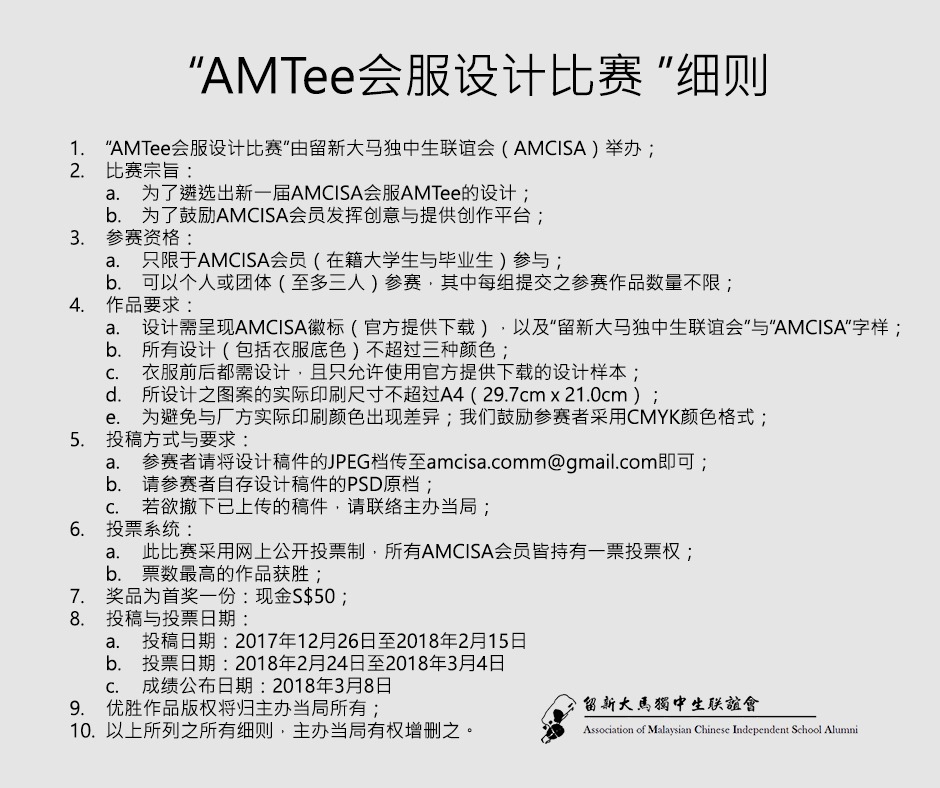 “AMTee会服设计比赛 ”细则
1. “AMTee会服设计比赛”由留新大马独中生联谊会（AMCISA）举办；
2. 比赛宗旨：
a. 为了遴选出新一届AMCISA会服AMTee的设计；
b. 为了鼓励AMCISA会员发挥创意与提供创作平台；
3. 参赛资格：
a. 只限于AMCISA会员（在籍大学生与毕业生）参与；
b. 可以个人或团体（至多三人）参赛，其中每组提交之参赛作品数量不限；
4. 作品要求：
a. 设计需呈现AMCISA徽标（官方提供下载），以及“留新大马独中生联谊会”与“AMCISA”字样；
b. 所有设计（包括衣服底色）不超过三种颜色；
c. 衣服前后都需设计，且只允许使用官方提供下载的设计样本；
d. 所设计之图案的实际印刷尺寸不超过A4（29.7cm x 21.0cm）；
e. 为避免与厂方实际印刷颜色出现差异；我们鼓励参赛者采用CMYK颜色格式；
5. 投稿方式与要求：
a. 参赛者请将设计稿件的JPEG档传至amcisa.comm@gmail.com即可；
b. 请参赛者自存设计稿件的PSD原档；
c. 若欲撤下已上传的稿件，请联络主办当局；
6. 投票系统：
a. 此比赛采用网上公开投票制，所有AMCISA会员皆持有一票投票权；
b. 票数最高的作品获胜；
7. 奖品为首奖一份：现金S$50；
8. 投稿与投票日期：
a. 投稿日期：2017年12月26日至2018年2月15日
b. 投票日期：2018年2月24日至2018年3月4日
c. 成绩公布日期：2018年3月8日
9. 优胜作品版权将归主办当局所有；
10. 以上所列之所有细则，主办当局有权增删之。
留新大馬獨中生联誼會
Association of Malaysian Chinese Independent School Alumni